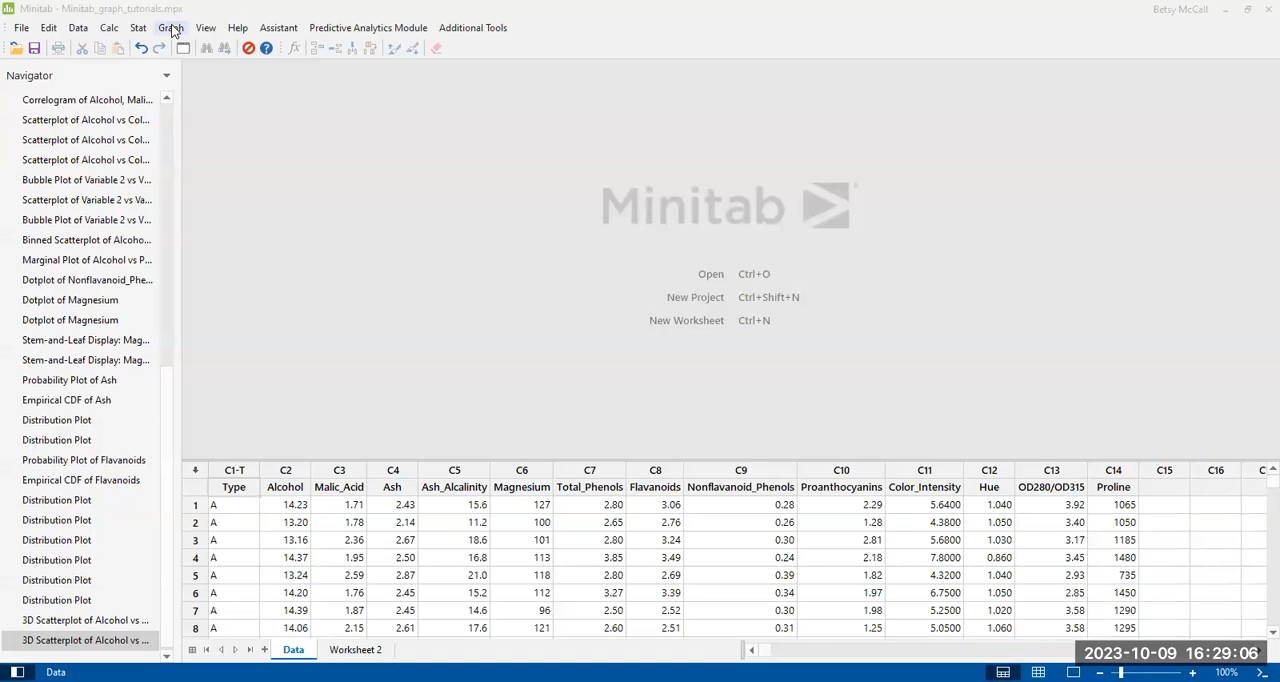 Minitab - Minitab_graph_tutorials.mpx
Betsy McCall
File Edit Data Calc Stat Graph View Help Assistant Predictive Analytics Module Additional Tools
Navigator
Correlogram of Alcohol, Mali...
Scatterplot of Alcohol vs Col...
Scatterplot of Alcohol vs Col...
Scatterplot of Alcohol vs Col...
Bubble Plot of Variable 2 vs V...
Scatterplot of Variable 2 vs Va...
Bubble Plot of Variable 2 vs V...
Binned Scatterplot of Alcoho...
Marginal Plot of Alcohol vs P...
Dotplot of Nonflavanoid_Phe...
Dotplot of Magnesium
Dotplot of Magnesium
Stem-and-Leaf Display: Mag...
Stem-and-Leaf Display: Mag...
Probability Plot of Ash
Empirical CDF of Ash
Distribution Plot
Distribution Plot
Probability Plot of Flavanoids
Empirical CDF of Flavanoids
Distribution Plot
Distribution Plot
Distribution Plot
Distribution Plot
Distribution Plot
Distribution Plot
3D Scatterplot of Alcohol vs ...
3D Scatterplot of Alcohol vs ...
Minitab
Open Ctrl+O
New Project Ctrl+Shift+N
New Worksheet Ctrl+N
C1-T C2 C3 C4 C5 C6 C7 C8 C9 C10 C11 C12 C13 C14 C15 C16 C
Type Alcohol Malic_Acid Ash Ash_Alcalinity Magnesium Total_Phenols Flavanoids Nonflavanoid_Phenols Proanthocyanins Color_Intensity Hue OD280/OD315 Proline
1 A 14.23 1.71 2.43 15.6 127 2.80 3.06 0.28 2.29 5.6400 1.040 3.92 1065
2 A 13.20 1.78 2.14 11.2 100 2.65 2.76 0.26 1.28 4.3800 1.050 3.40 1050
3 A 13.16 2.36 2.67 18.6 101 2.80 3.24 0.30 2.81 5.6800 1.030 3.17 1185
4 A 14.37 1.95 2.50 16.8 113 3.85 3.49 0.24 2.18 7.8000 0.860 3.45 1480
5 A 13.24 2.59 2.87 21.0 118 2.80 2.69 0.39 1.82 4.3200 1.040 2.93 735
6 A 14.20 1.76 2.45 15.2 112 3.27 3.39 0.34 1.97 6.7500 1.050 2.85 1450
7 A 14.39 1.87 2.45 14.6 96 2.50 2.52 0.30 1.98 5.2500 1.020 3.58 1290
8 A 14.06 2.15 2.61 17.6 121 2.60 2.51 0.31 1.25 5.0500 1.060 3.58 1295
Data Worksheet 2
2023-10-09 16:29:06
Data
100%